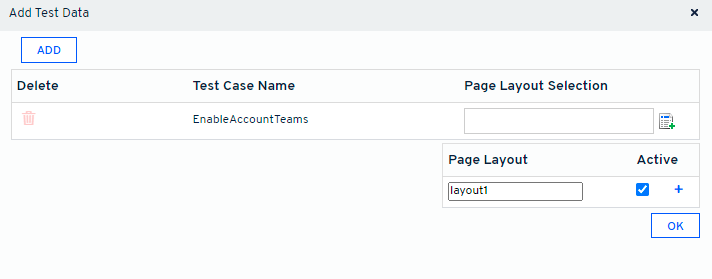 Add Test Data
ADD
Delete Test Case Name Page Layout Selection
EnableAccountTeams
Page Layout Active
layout1
OK